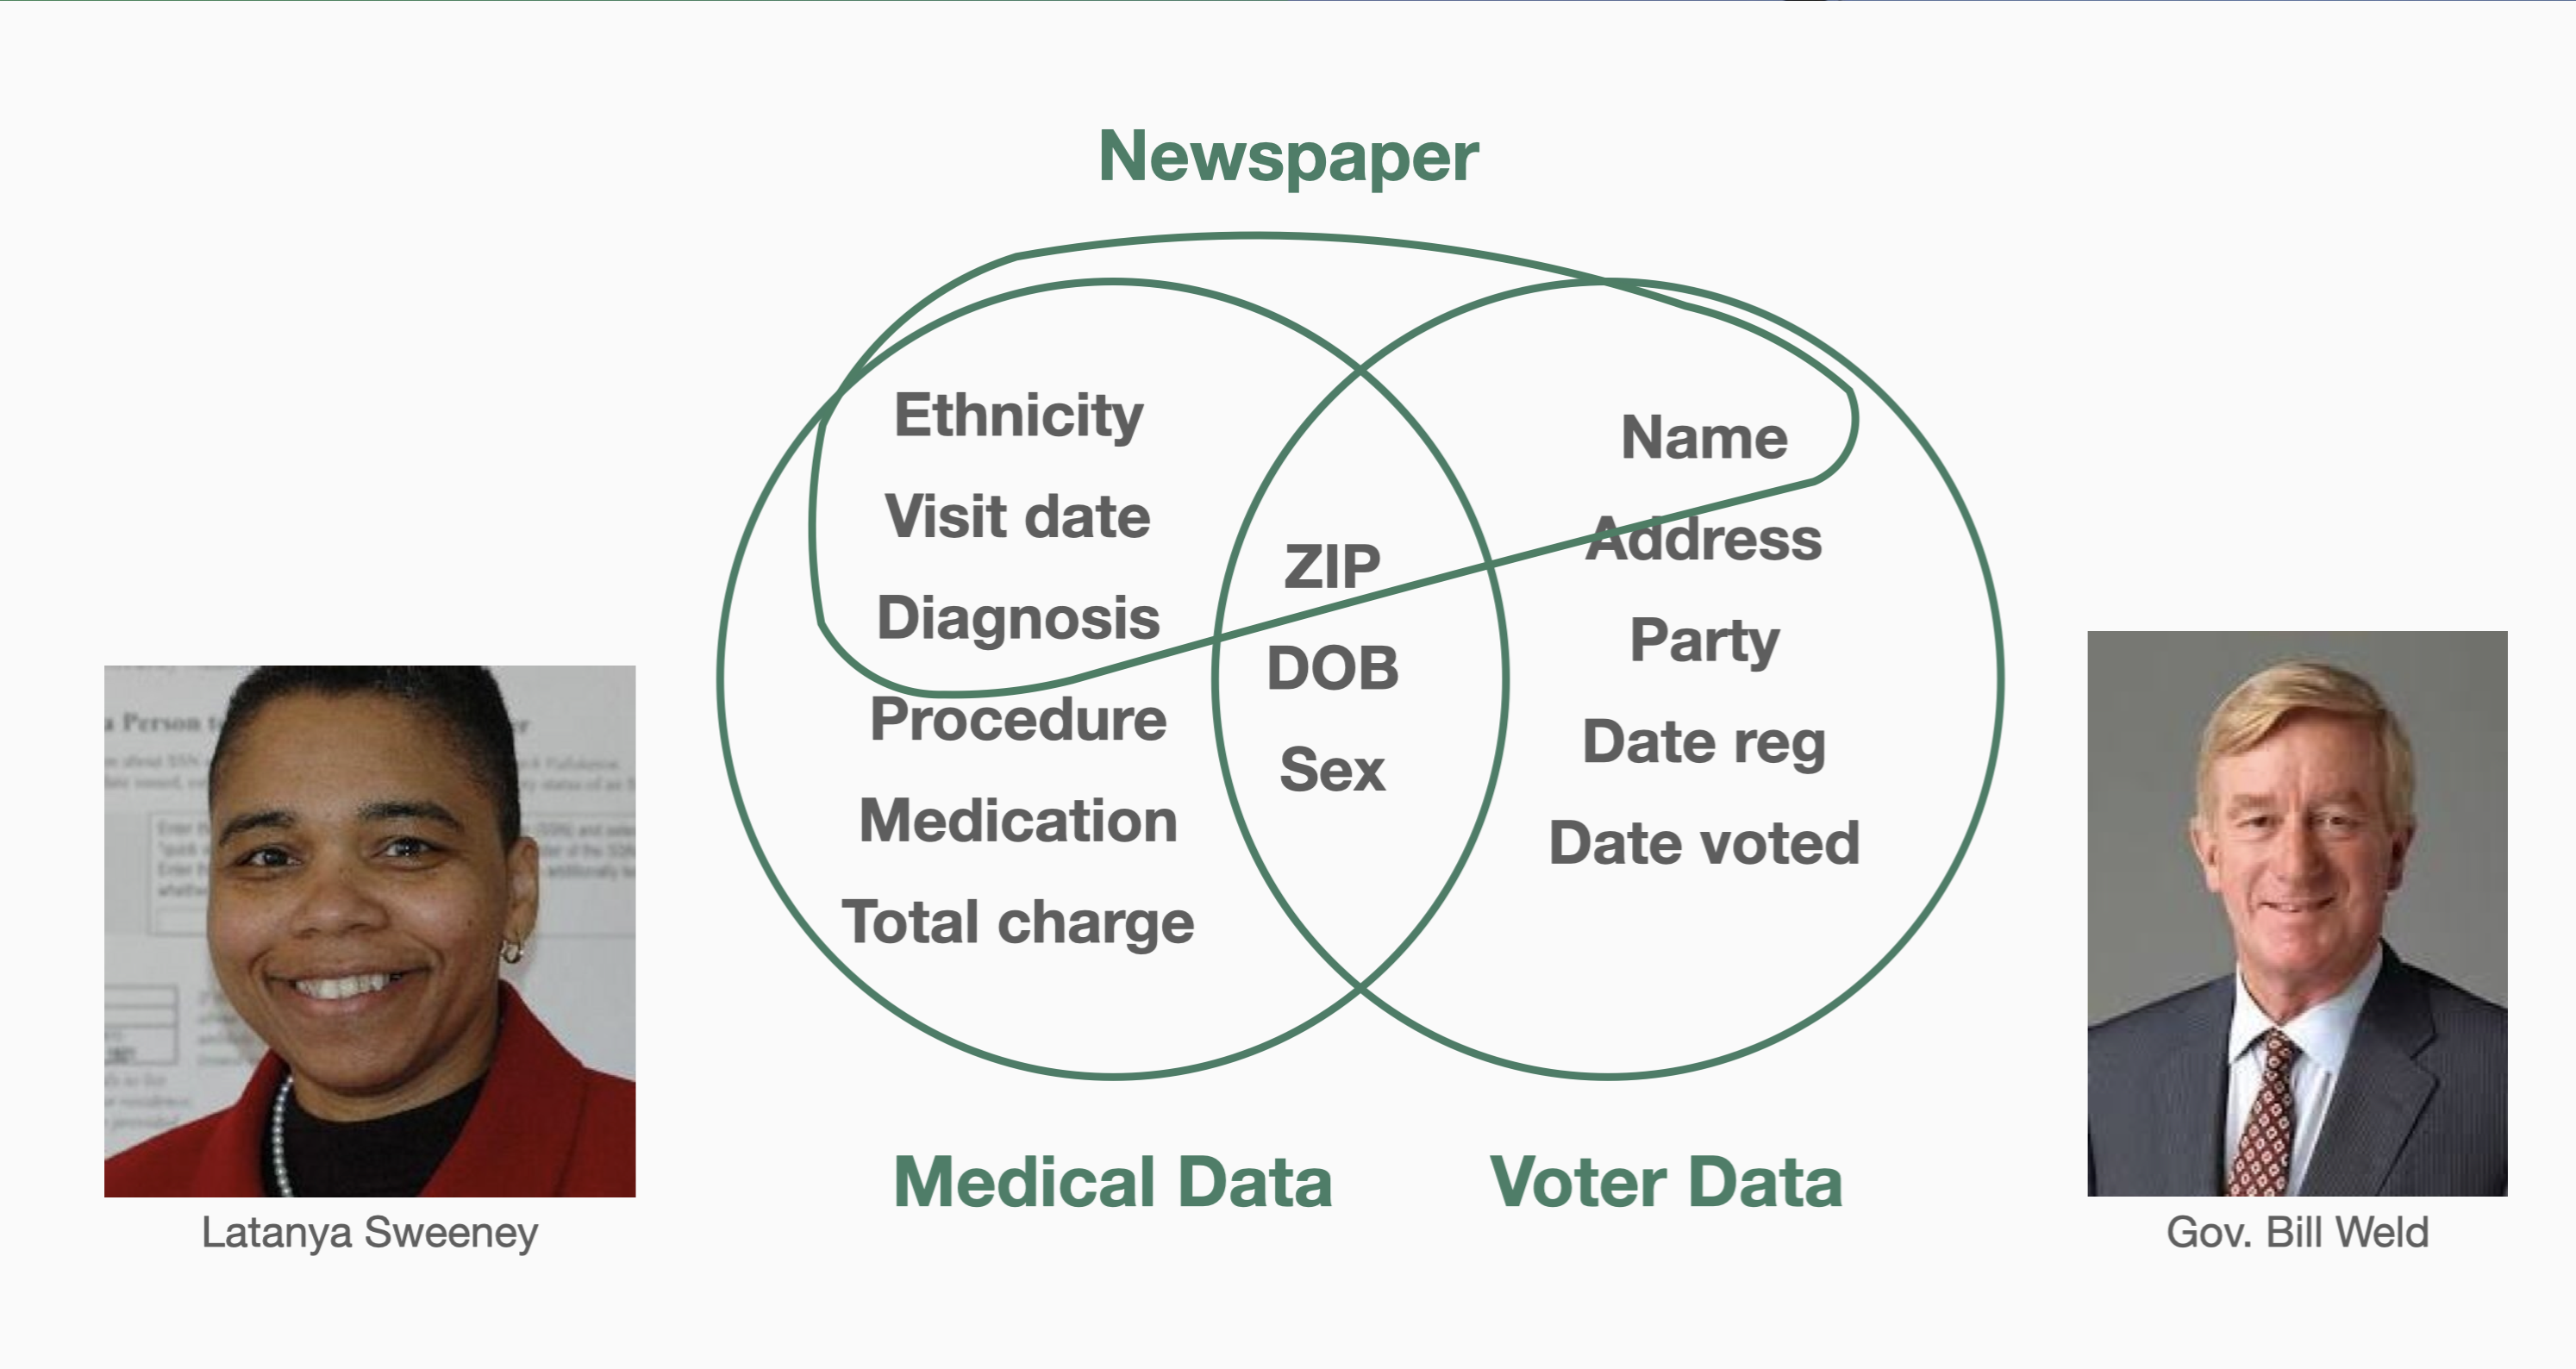 Newspaper
Ethnicity
Visit date
Diagnosis
Procedure
Medication
Total charge
ZIP
DOB
Sex
Name
Address
Party
Date reg
Date voted
Medical Data
Voter Data
a Person
Latanya Sweeney
Gov. Bill Weld